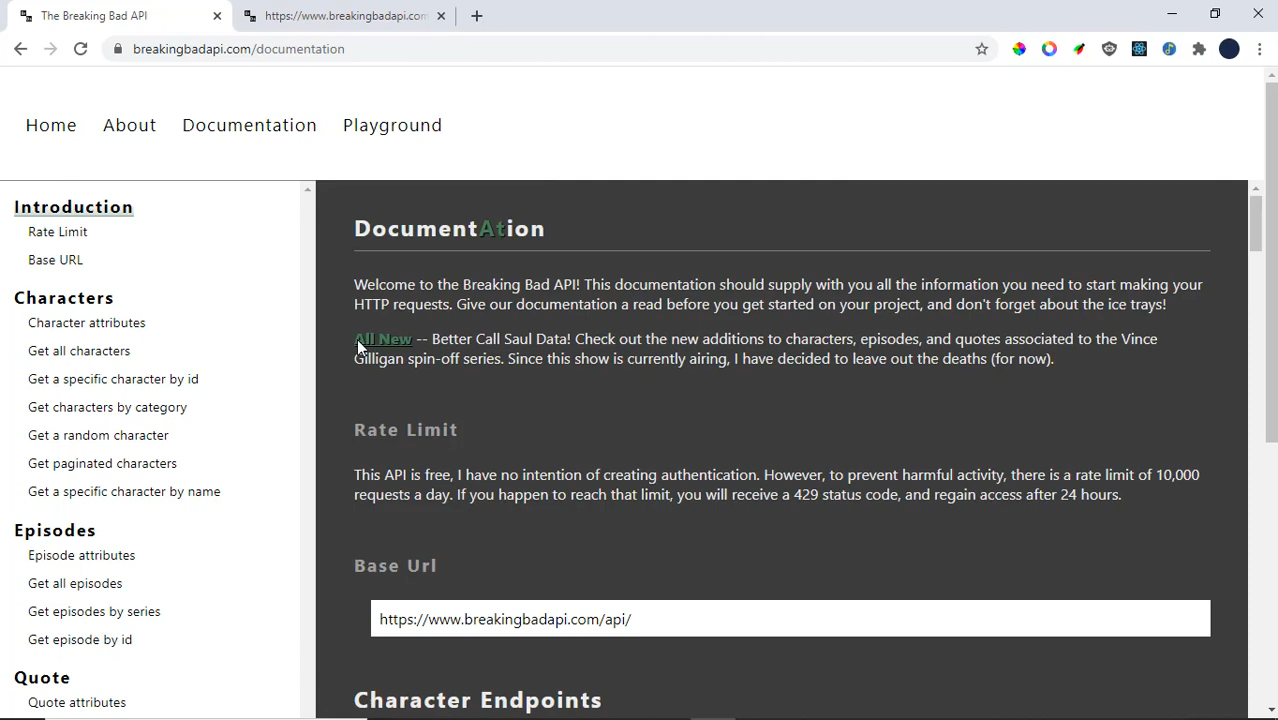 The Breaking Bad API
https://www.breakingbadapi.com
breakingbadapi.com/documentation
Home About Documentation Playground
Introduction
Rate Limit
Base URL
Characters
Character attributes
Get all characters
Get a specific character by id
Get characters by category
Get a random character
Get paginated characters
Get a specific character by name
Episodes
Episode attributes
Get all episodes
Get episodes by series
Get episode by id
Quote
Quote attributes
DocumentAtion
Welcome to the Breaking Bad API! This documentation should supply with you all the information you need to start making your
HTTP requests. Give our documentation a read before you get started on your project, and don't forget about the ice trays!
All New -- Better Call Saul Data! Check out the new additions to characters, episodes, and quotes associated to the Vince
Gilligan spin-off series. Since this show is currently airing, I have decided to leave out the deaths (for now).
Rate Limit
This API is free, I have no intention of creating authentication. However, to prevent harmful activity, there is a rate limit of 10,000
requests a day. If you happen to reach that limit, you will receive a 429 status code, and regain access after 24 hours.
Base Url
https://www.breakingbadapi.com/api/
Character Endpoints